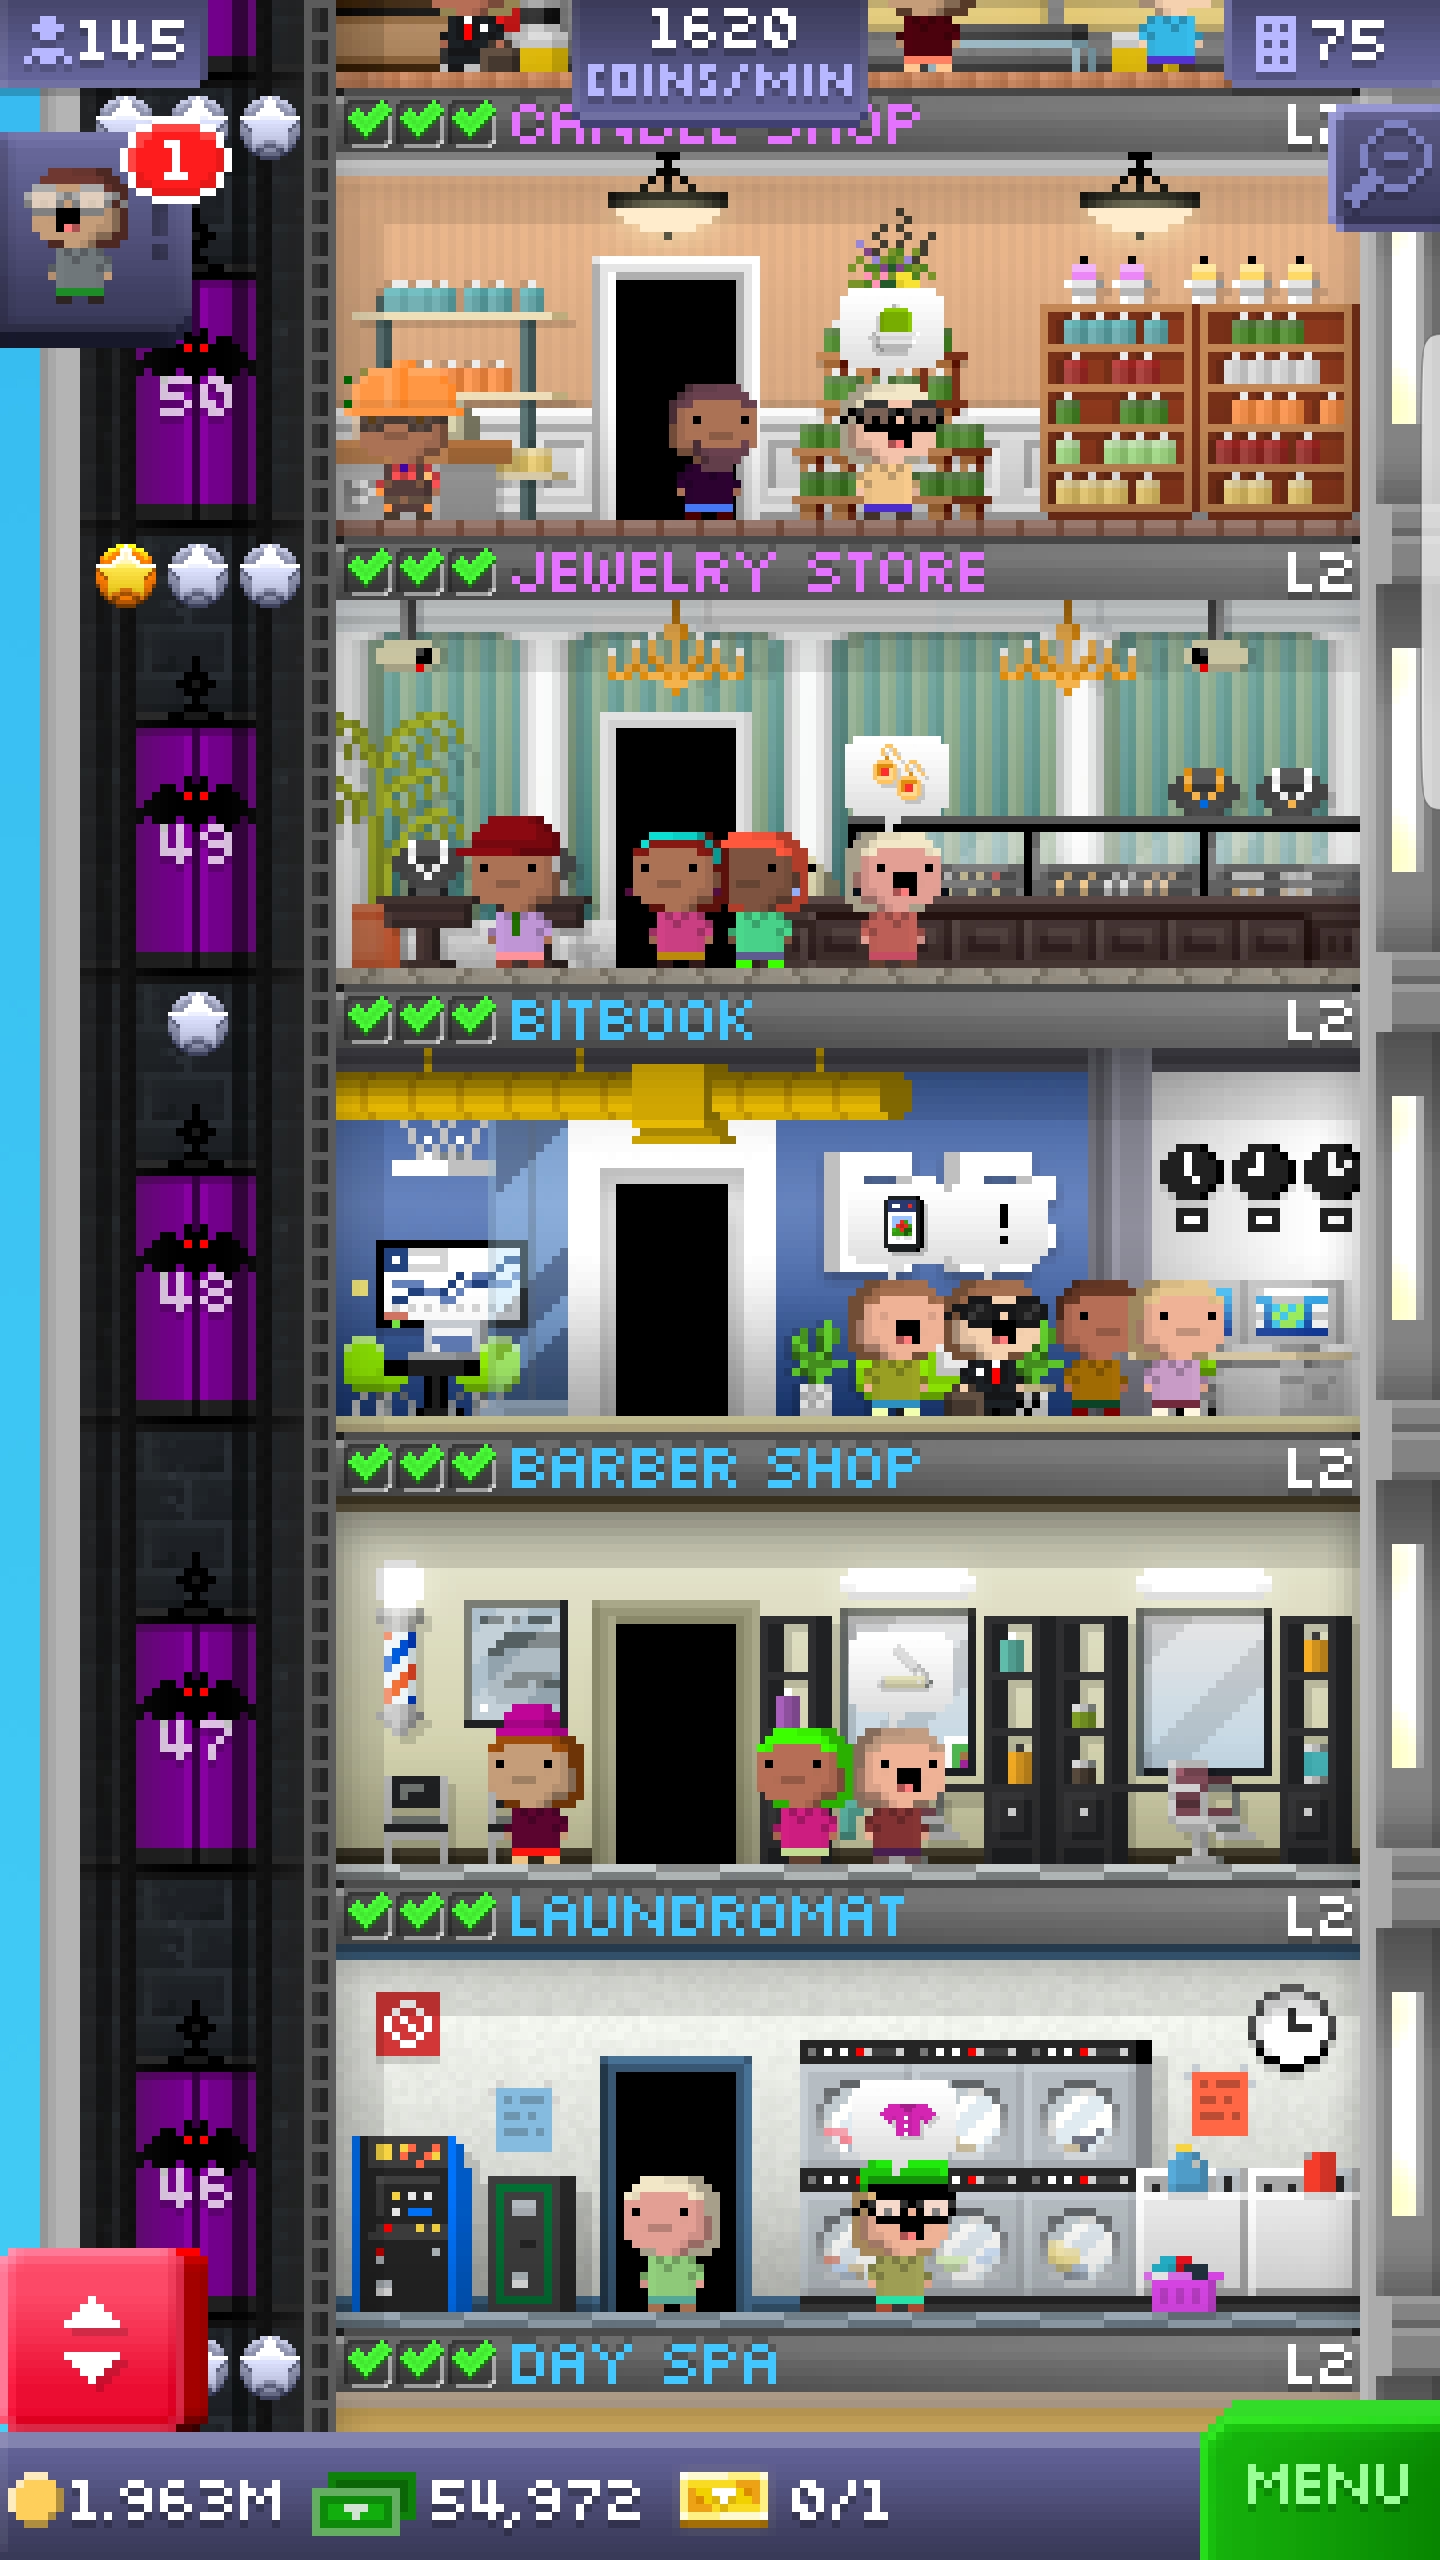 145
1620
COINS/MIN
75
1
CANDLE SHOP
50
JEWELRY STORE L2
49
BITBOOK L2
!
48
BARBER SHOP L2
47
LAUNDROMAT L2
46
DAY SPA L2
1.963M 54,972 0/1
MENU